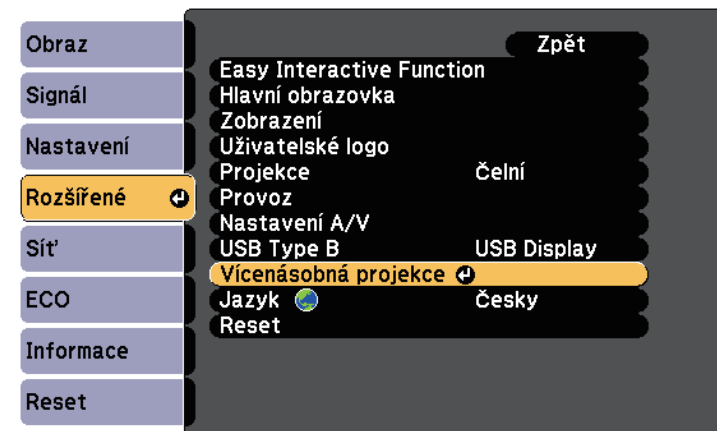 Obraz
Signál
Nastavení
Rozšířené
Síť
ECO
Informace
Reset
Zpět
Easy Interactive Function
Hlavní obrazovka
Zobrazení
Uživatelské logo
Projekce Čelní
Provoz
Nastavení A/V
USB Type B USB Display
Vícenásobná projekce
Jazyk Česky
Reset